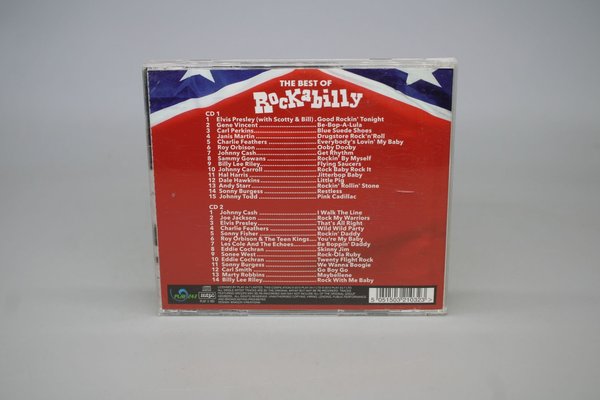 THE BEST OF
Rockabilly
CD 1
1 Elvis Presley (with Scotty & Bill) Good Rockin' Tonight
2 Gene Vincent Be-Bop-A-Lula
3 Carl Perkins Blue Suede Shoes
4 Janis Martin Drugstore Rock'n'Roll
5 Charlie Feathers Everybody's Lovin' My Baby
6 Roy Orbison Ooby Dooby
7 Johnny Cash Get Rhythm
8 Sammy Gowans Rockin' By Myself
9 Billy Lee Riley Flying Saucers
10 Johnny Carroll Rock Baby Rock It
11 Hal Harris Jitterbop Baby
12 Dale Hawkins Little Pig
13 Andy Starr Rockin' Rollin' Stone
14 Sonny Burgess Restless
15 Johnny Todd Pink Cadillac
CD 2
1 Johnny Cash I Walk The Line
2 Joe Jackson Rock My Warriors
3 Elvis Presley That's All Right
4 Charlie Feathers Wild Wild Party
5 Sonny Fisher Rockin' Daddy
6 Roy Orbison & The Teen Kings You're My Baby
7 Les Cole And The Echoes Be Boppin' Daddy
8 Eddie Cochran Skinny Jim
9 Sonee West Rock-Ola Ruby
10 Eddie Cochran Twenty Flight Rock
11 Sonny Burgess We Wanna Boogie
12 Carl Smith Go Boy Go
13 Marty Robbins Maybellene
14 Billy Lee Riley Rock With Me Baby
PLAY 24-7